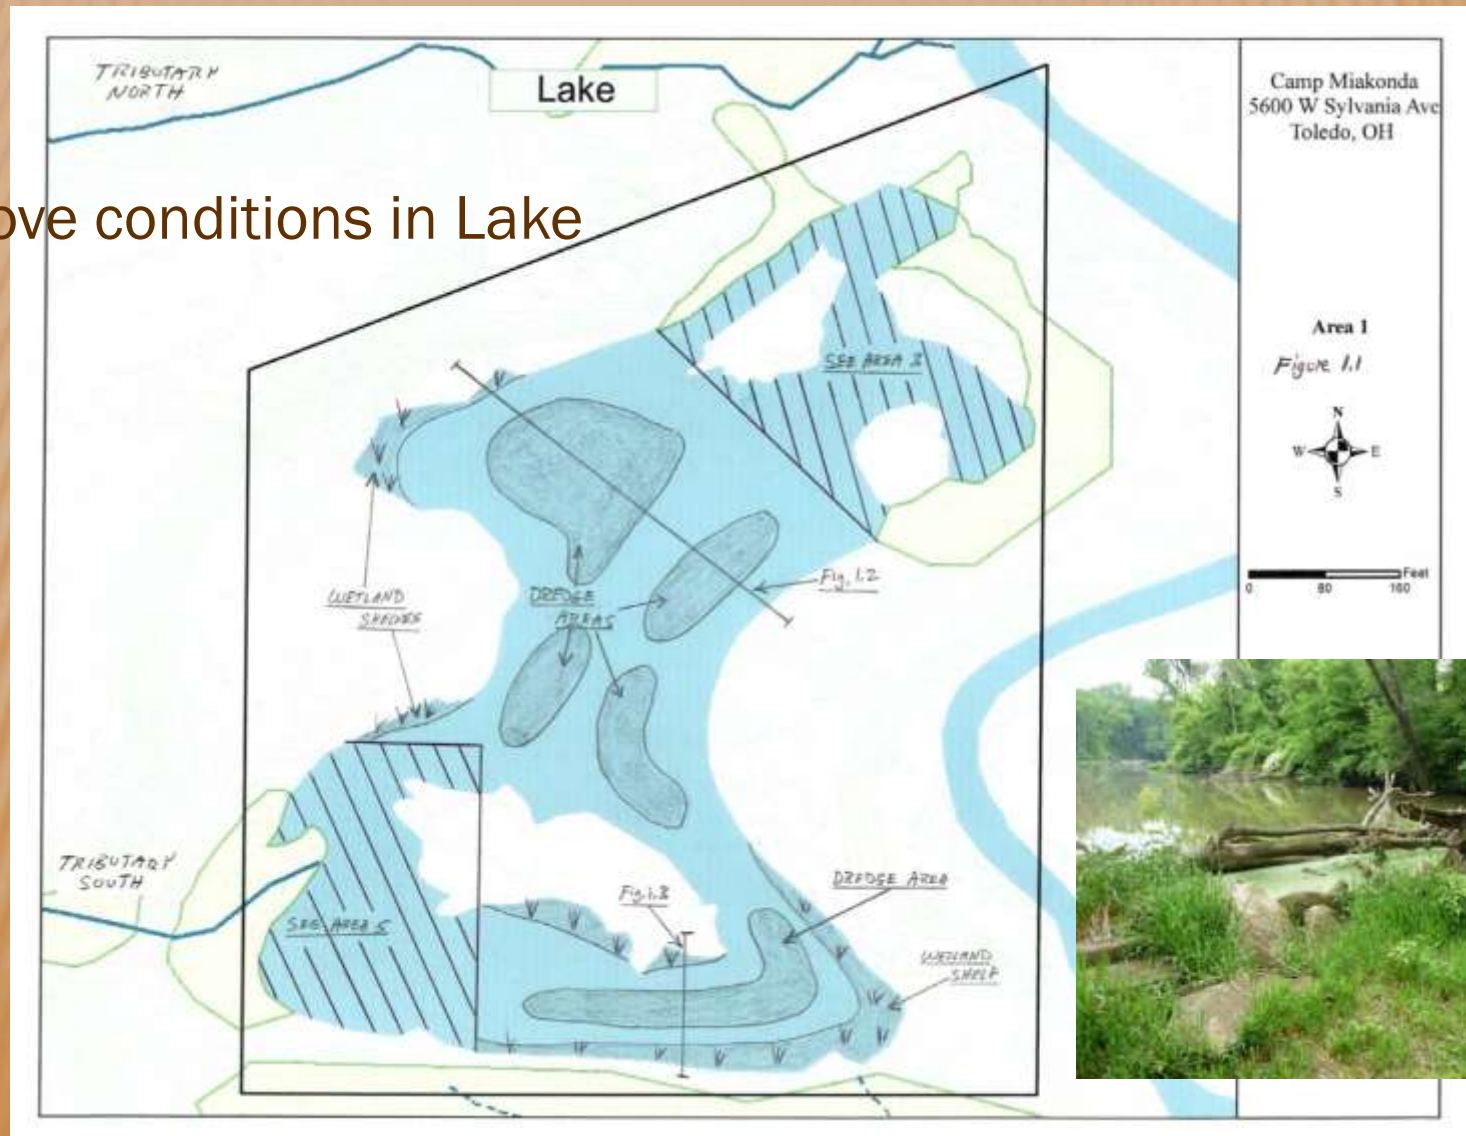 TRIBUTARY
NORTH
Lake
ove conditions in Lake
Camp Miakonda
5600 W Sylvania Ave
Toledo, OH
Area 1
Figure 1.1
N
W E
S
Feet
0 80 160
SEE AREA 3
WETLAND
SHELVES
DREDGE
AREAS
Fig. 1.2
TRIBUTARY
SOUTH
SEE AREA 5
Fig. 1.3
DREDGE AREA
WETLAND
SHELF